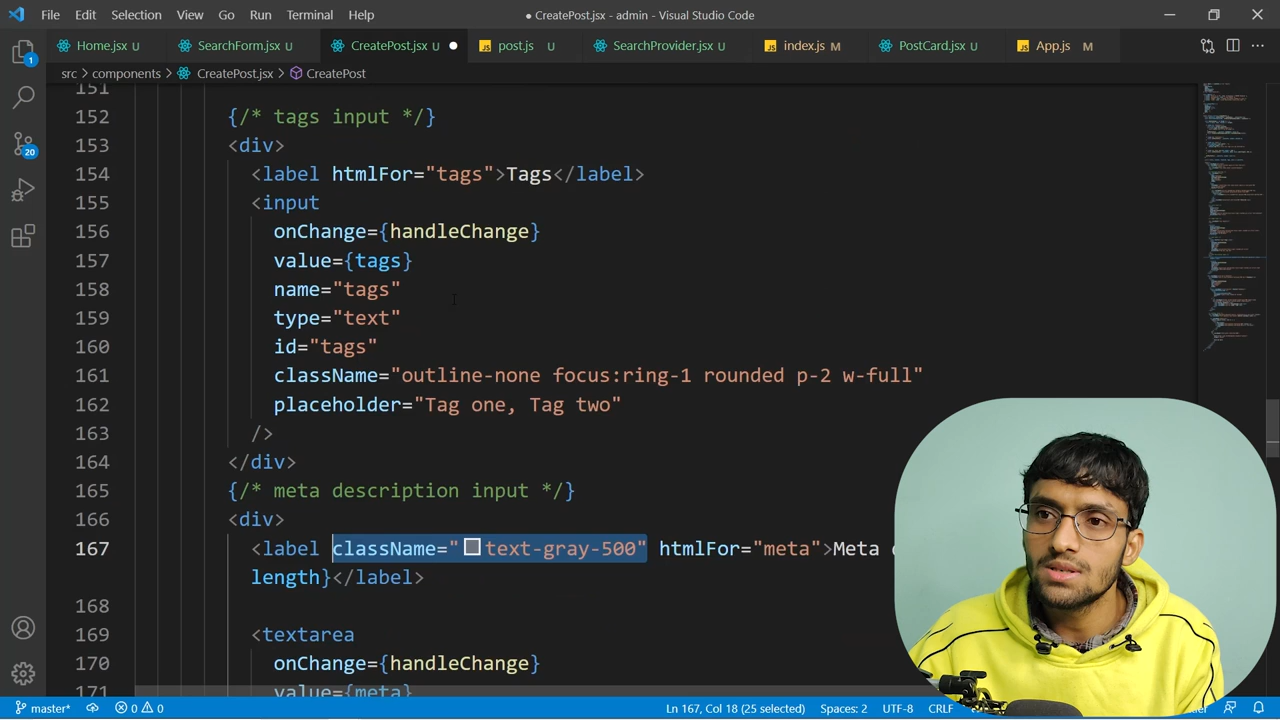 File Edit Selection View Go Run Terminal Help
● CreatePost.jsx - admin - Visual Studio Code
Home.jsx U SearchForm.jsx U CreatePost.jsx U ● JS post.js U SearchProvider.jsx U JS index.js M PostCard.jsx U JS App.js M
src > components > CreatePost.jsx > CreatePost
151
152 {/* tags input */}
153 <div>
154 <label htmlFor="tags">Tags</label>
155 <input
156 onChange={handleChange}
157 value={tags}
158 name="tags"
159 type="text"
160 id="tags"
161 className="outline-none focus:ring-1 rounded p-2 w-full"
162 placeholder="Tag one, Tag two"
163 />
164 </div>
165 {/* meta description input */}
166 <div>
167 <label className="text-gray-500" htmlFor="meta">Meta
length}</label>
168
169 <textarea
170 onChange={handleChange}
171 value={meta}
1
20
master* 0 0 Ln 167, Col 18 (25 selected) Spaces: 2 UTF-8 CRLF